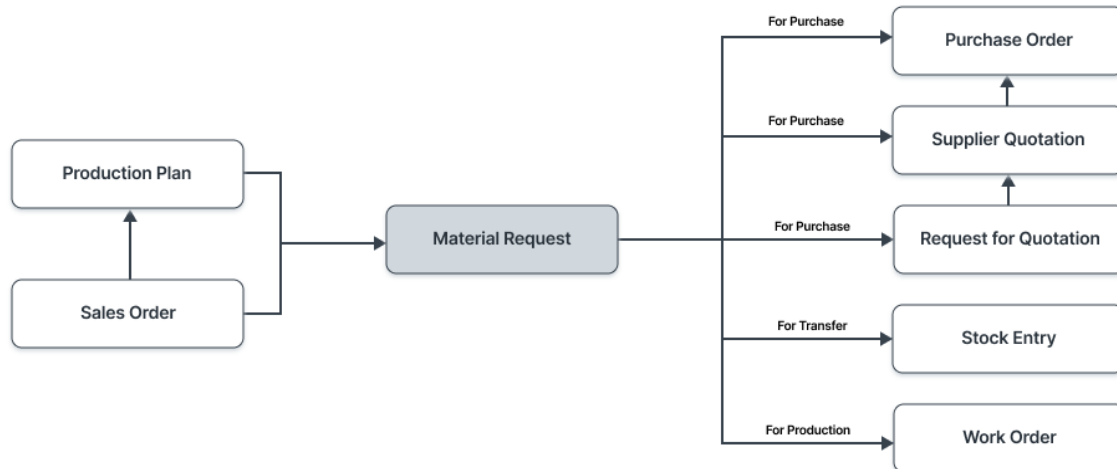 For Purchase
Purchase Order
For Purchase
Supplier Quotation
Production Plan
Material Request
For Purchase
Request for Quotation
Sales Order
For Transfer
Stock Entry
For Production
Work Order